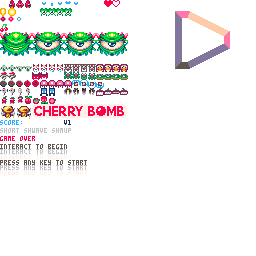 CHERRY BOMB
SCORE: V1
SHORT SHWAVE SHMUP
GAME OVER
INTERACT TO BEGIN
INTERACT TO BEGIN
PRESS ANY KEY TO START
PRESS ANY KEY TO START